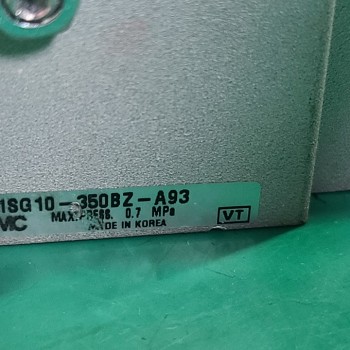 1SG10-350BZ-A93
MC MAX.PRESS. 0.7 MPa
MADE IN KOREA
VT